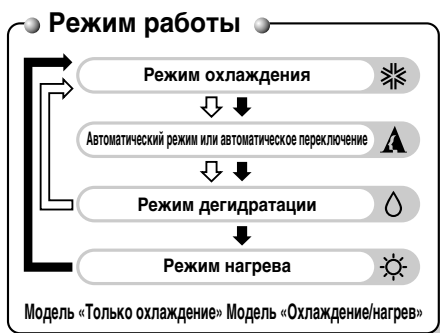 Режим работы
Режим охлаждения
Автоматический режим или автоматическое переключение
Режим дегидратации
Режим нагрева
Модель «Только охлаждение» Модель «Охлаждение/нагрев»